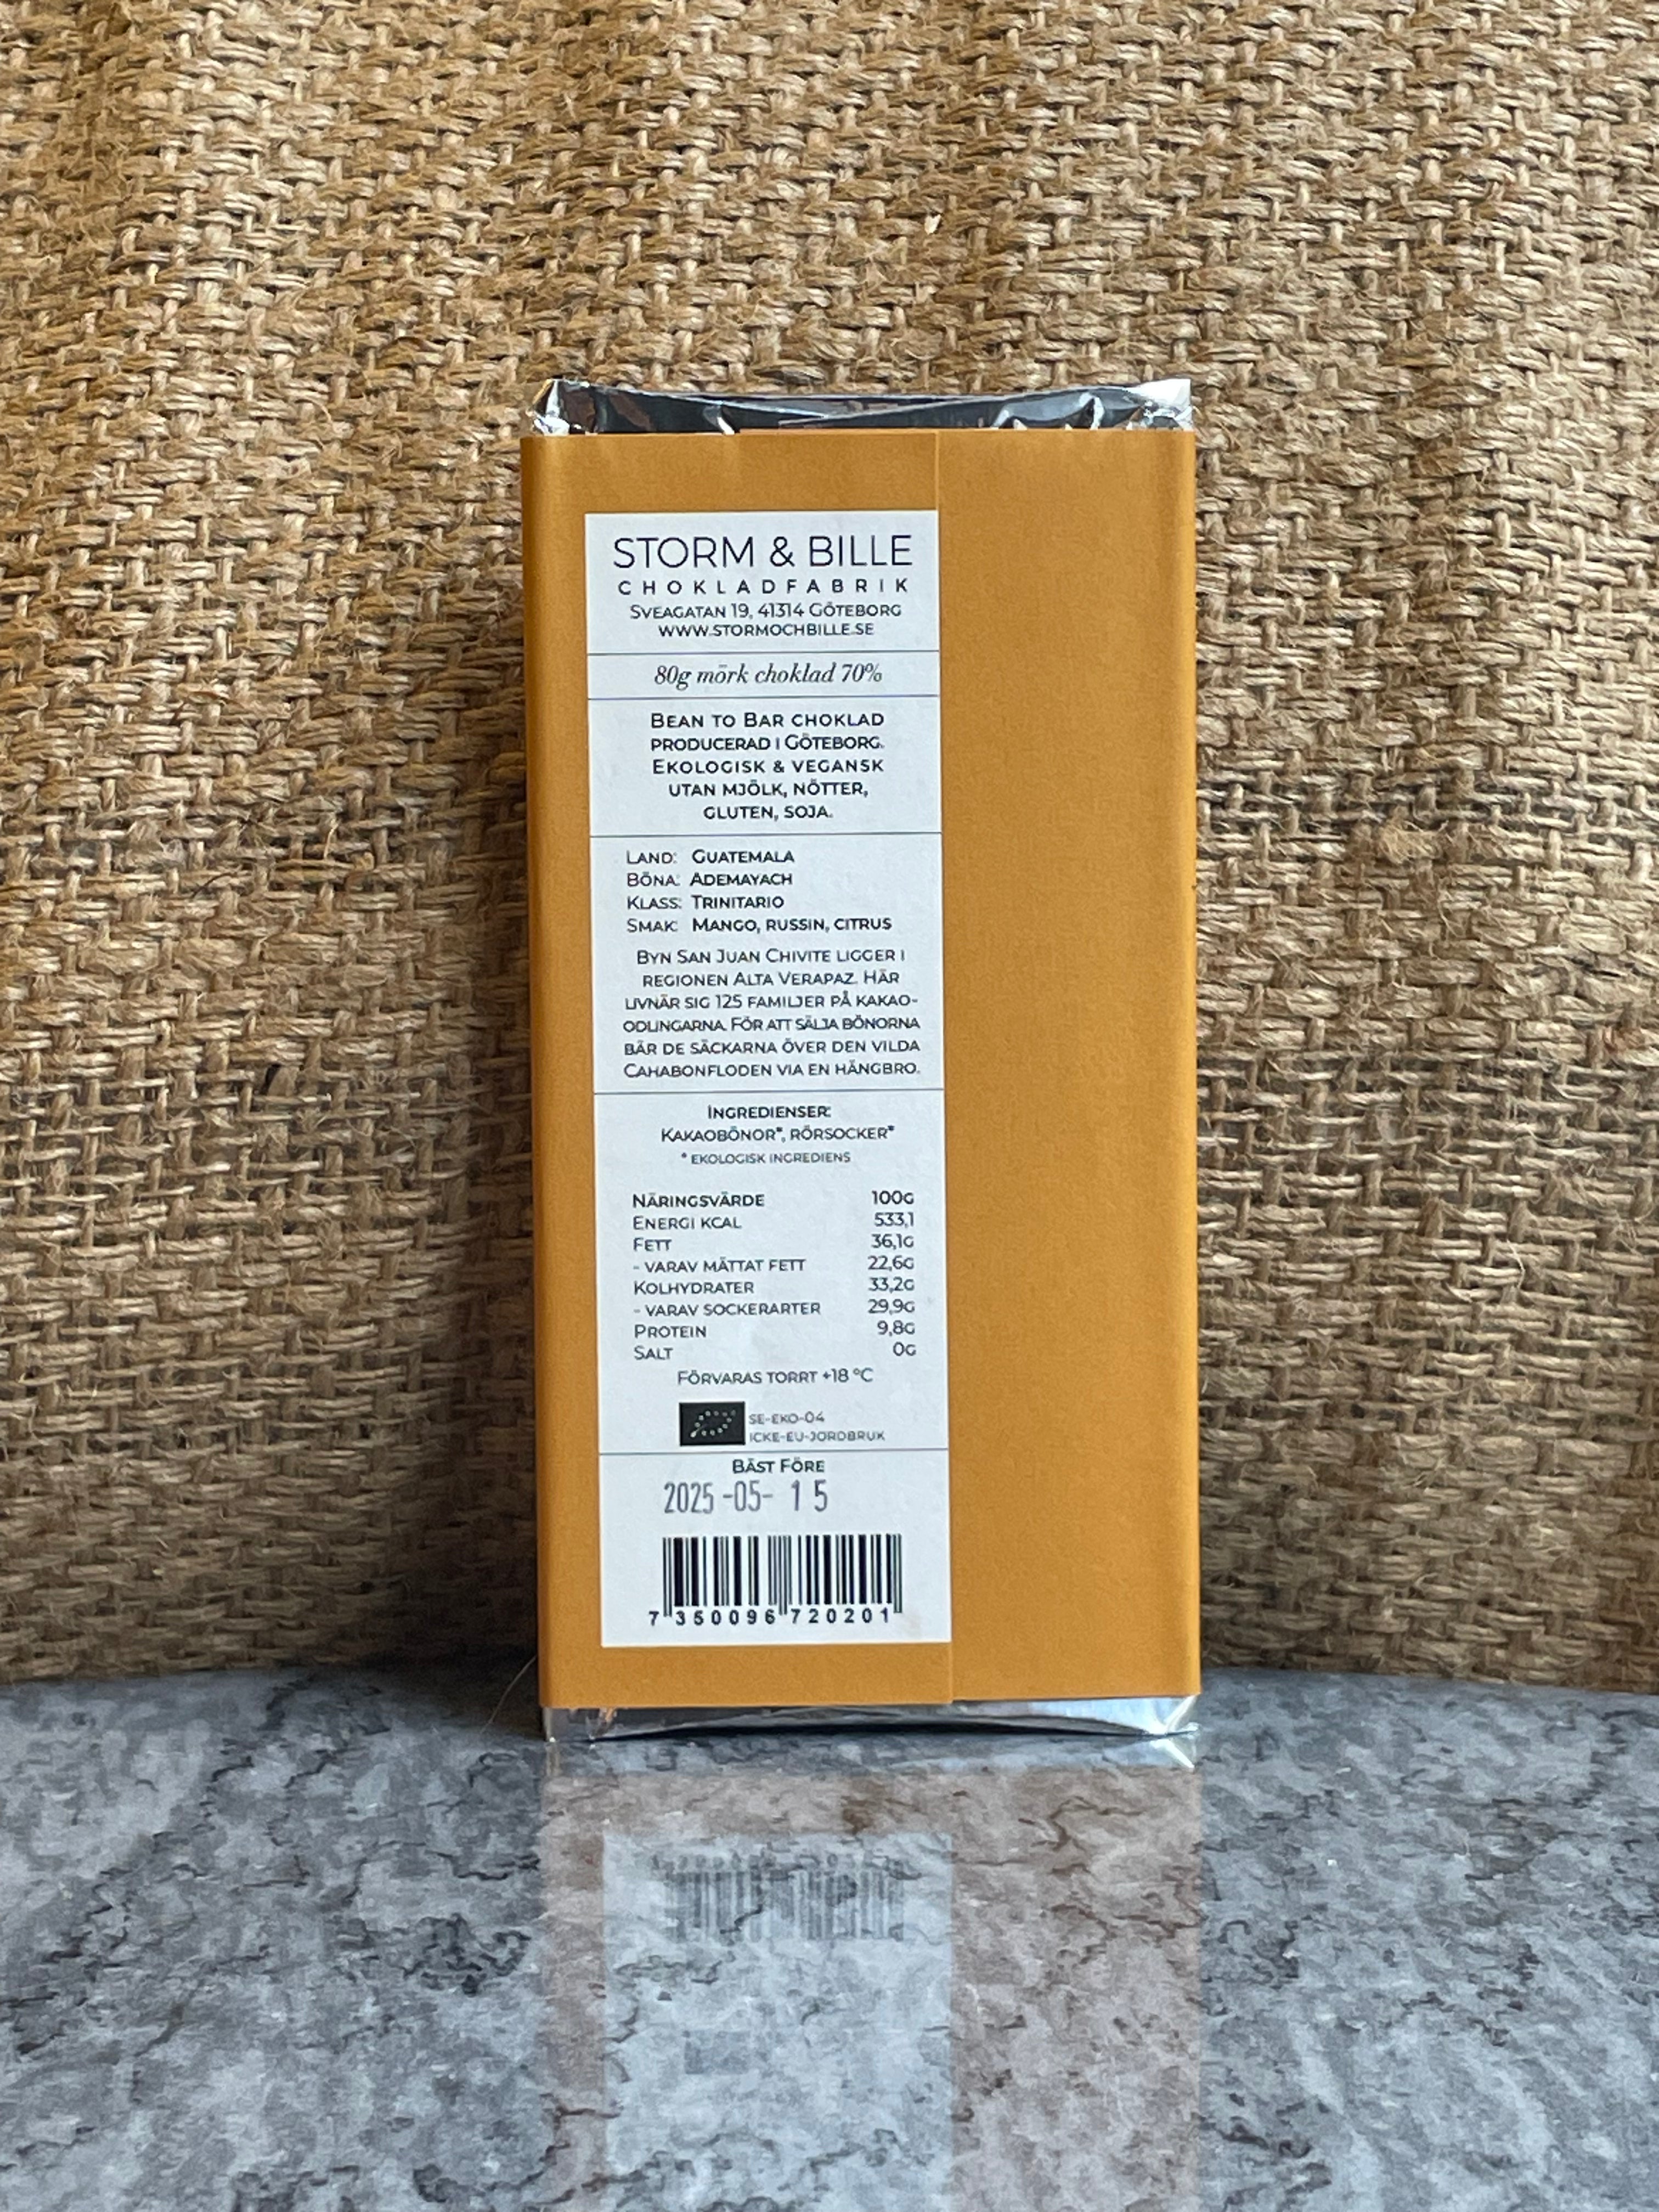 STORM & BILLE
CHOKLADFABRIK
SVEAGATAN 19, 41314 GÖTEBORG
WWW.STORMOCHBILLE.SE
80g mörk choklad 70%
BEAN TO BAR CHOKLAD
PRODUCERAD I GÖTEBORG.
EKOLOGISK & VEGANSK
UTAN MJÖLK, NÖTTER,
GLUTEN, SOJA.
LAND: GUATEMALA
BÖNA: ADEMAYACH
KLASS: TRINITARIO
SMAK: MANGO, RUSSIN, CITRUS
BYN SAN JUAN CHIVITE LIGGER I
REGIONEN ALTA VERAPAZ. HÄR
LIVNÄR SIG 125 FAMILJER PÅ KAKAO-
ODLINGARNA. FÖR ATT SÄLJA BÖNORNA
BÄR DE SÄCKARNA ÖVER DEN VILDA
CAHABONFLODEN VIA EN HÄNGBRO.
INGREDIENSER:
KAKAOBÖNOR*, RÖRSOCKER*
* EKOLOGISK INGREDIENS
NÄRINGSVÄRDE 100G
ENERGI KCAL 533,1
FETT 36,1G
- VARAV MÄTTAT FETT 22,6G
KOLHYDRATER 33,2G
- VARAV SOCKERARTER 29,9G
PROTEIN 9,8G
SALT 0G
FÖRVARAS TORRT +18 °C
SE-EKO-04
ICKE-EU-JORDBRUK
BÄST FÖRE
2025-05-15
7 350096 720201